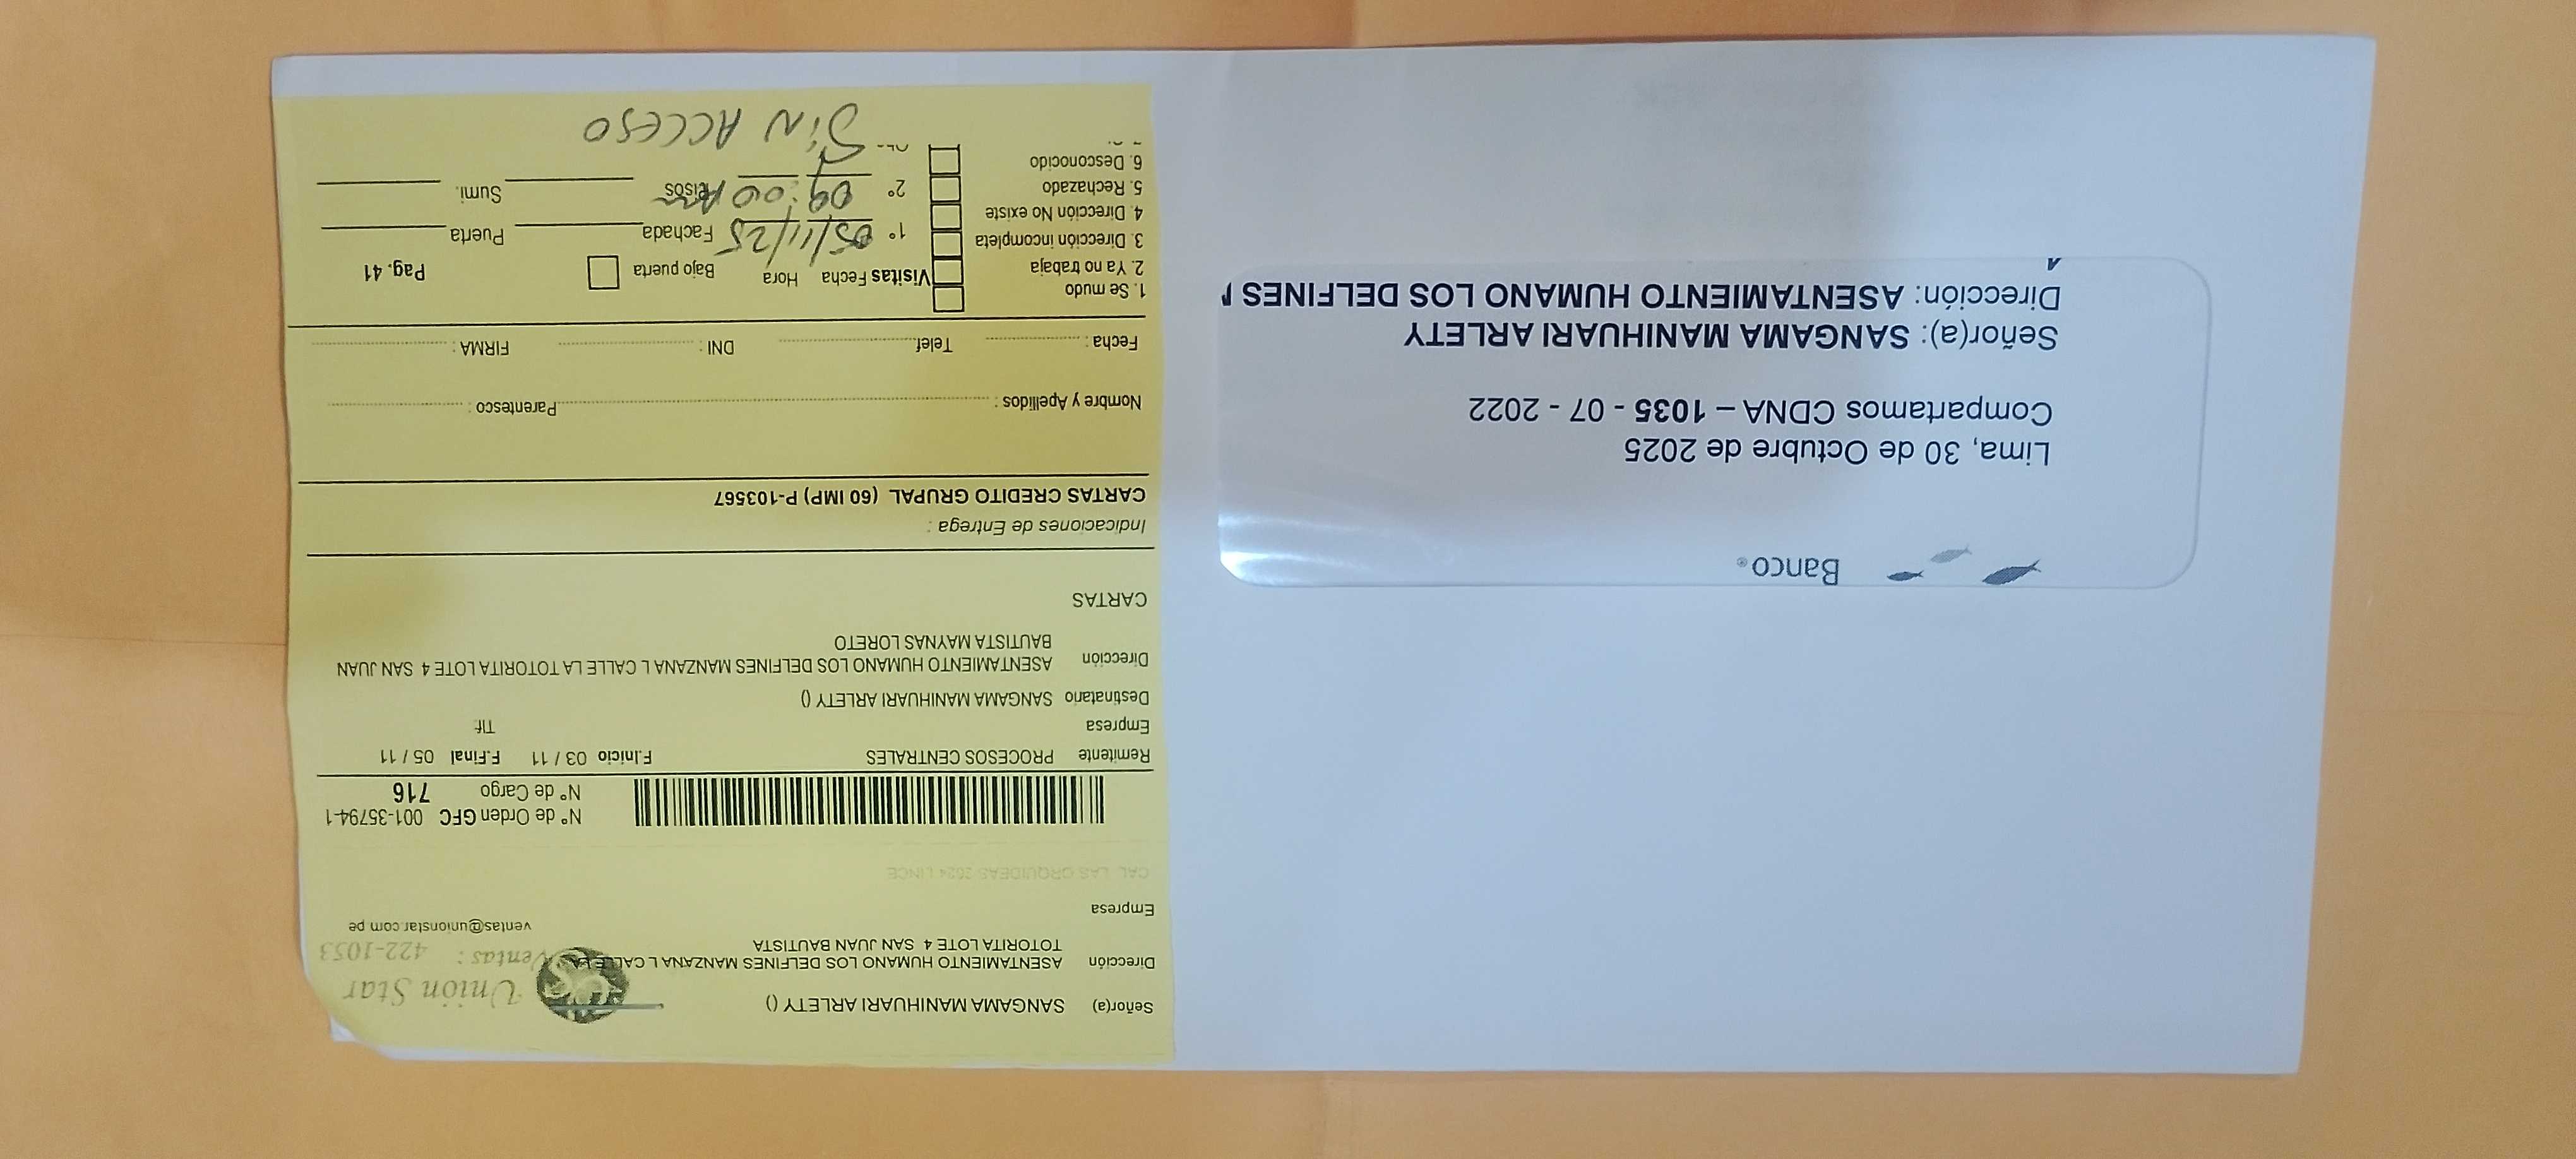 Banco
Lima, 30 de Octubre de 2025
Compartamos CDNA – 1035 - 07 - 2022
Señor(a): SANGAMA MANIHUARI ARLETY
Dirección: ASENTAMIENTO HUMANO LOS DELFINES
Señor(a) SANGAMA MANIHUARI ARLETY ()
Dirección ASENTAMIENTO HUMANO LOS DELFINES MANZANA L CALLE LA
TOTORITA LOTE 4 SAN JUAN BAUTISTA
Empresa
CAL LAS ORQUIDEAS 2624 LINCE
Union Star
Ventas: 422-1053
ventas@unionstar.com.pe
N° de Orden GFC 001-35794-1
N° de Cargo 716
Remitente PROCESOS CENTRALES F.Inicio 03 / 11 F.Final 05 / 11
Empresa Tlf:
Destinatario SANGAMA MANIHUARI ARLETY ()
Dirección ASENTAMIENTO HUMANO LOS DELFINES MANZANA L CALLE LA TOTORITA LOTE 4 SAN JUAN
BAUTISTA MAYNAS LORETO
CARTAS
Indicaciones de Entrega :
CARTAS CREDITO GRUPAL (60 IMP) P-103567
Nombre y Apellidos : Parentesco :
Fecha : Telef. DNI : FIRMA :
1. Se mudo
2. Ya no trabaja
3. Dirección incompleta
4. Dirección No existe
5. Rechazado
6. Desconocido
Visitas Fecha Hora Bajo puerta Pag. 41
1° 05/11/25 Fachada Puerta
2° 09:00 Am Pisos Sumi.
SiN ACCESO